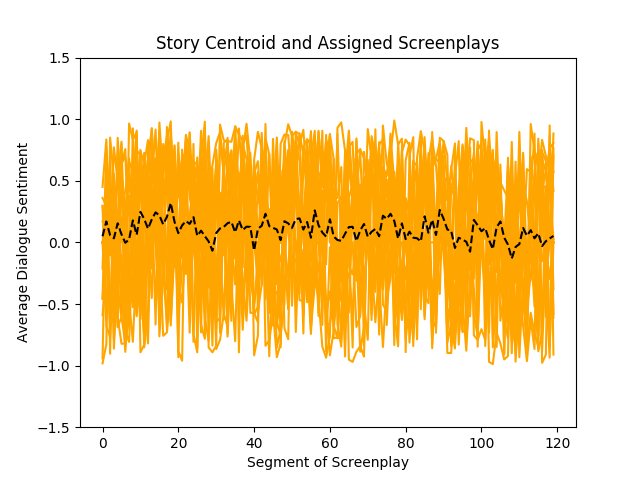 Story Centroid and Assigned Screenplays
1.5
1.0
0.5
0.0
−0.5
−1.0
−1.5
Average Dialogue Sentiment
0 20 40 60 80 100 120
Segment of Screenplay